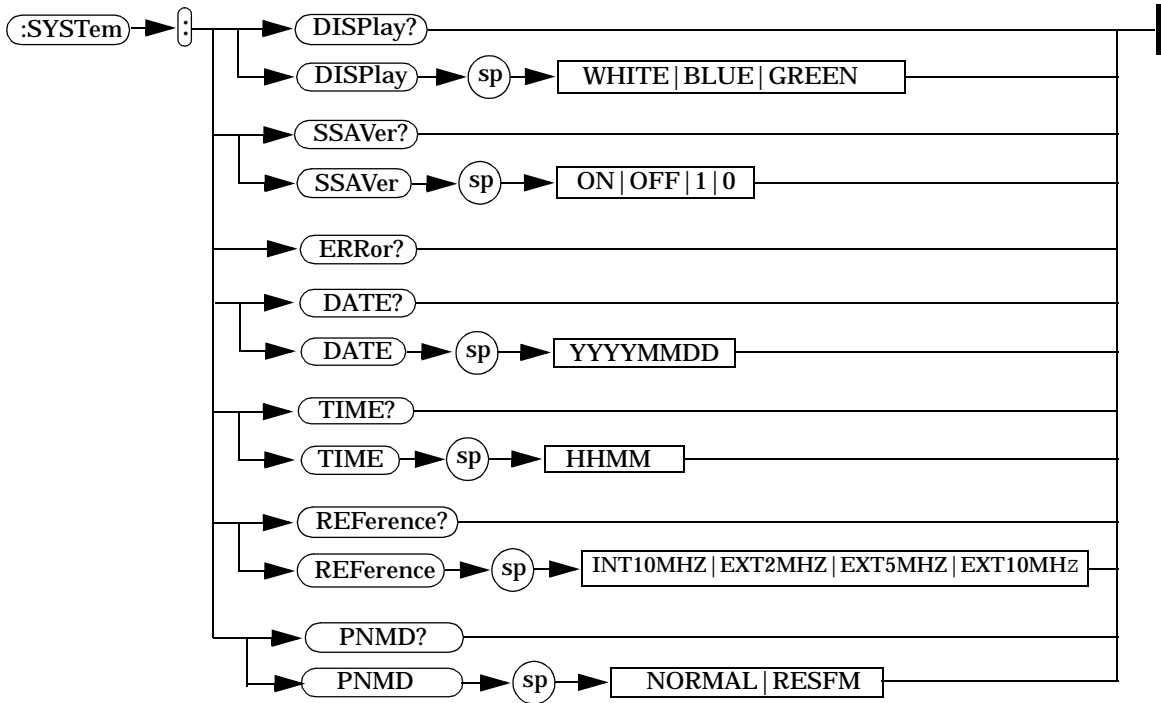 :SYSTem : DISPlay?
DISPlay sp WHITE|BLUE|GREEN
SSAVer?
SSAVer sp ON|OFF|1|0
ERRor?
DATE?
DATE sp YYYYMMDD
TIME?
TIME sp HHMM
REFerence?
REFerence sp INT10MHZ|EXT2MHZ|EXT5MHZ|EXT10MHz
PNMD?
PNMD sp NORMAL|RESFM